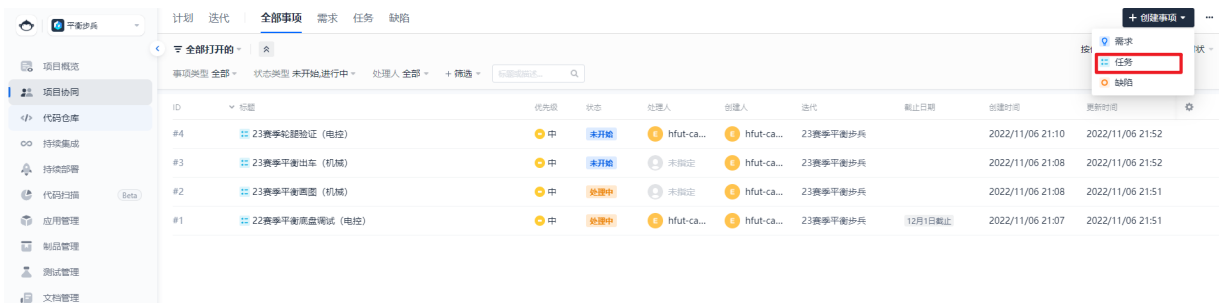 平衡步兵
计划 迭代 全部事项 需求 任务 缺陷
+ 创建事项
全部打开的
需求
任务
缺陷
事项类型 全部 状态类型 未开始,进行中 处理人 全部 + 筛选 标题或描述...
项目概览
项目协同
代码仓库
持续集成
持续部署
代码扫描 Beta
应用管理
制品管理
测试管理
文档管理
ID 标题 优先级 状态 处理人 创建人 迭代 截止日期 创建时间 更新时间
#4 23赛季轮腿验证（电控） 中 未开始 hfut-ca... hfut-ca... 23赛季平衡步兵 2022/11/06 21:10 2022/11/06 21:52
#3 23赛季平衡出车（机械） 中 未开始 未指定 hfut-ca... 23赛季平衡步兵 2022/11/06 21:08 2022/11/06 21:52
#2 23赛季平衡画图（机械） 中 处理中 未指定 hfut-ca... 23赛季平衡步兵 2022/11/06 21:08 2022/11/06 21:51
#1 22赛季平衡底盘调试（电控） 中 处理中 hfut-ca... hfut-ca... 23赛季平衡步兵 12月1日截止 2022/11/06 21:07 2022/11/06 21:51